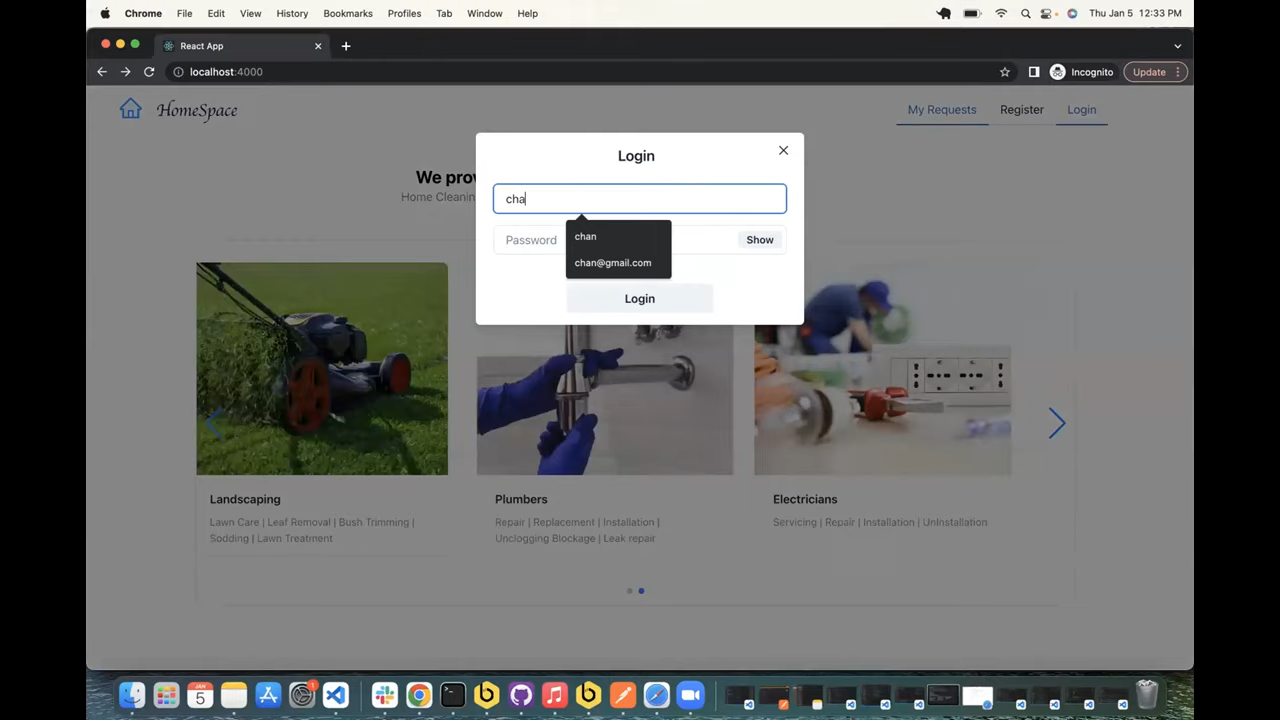 Chrome File Edit View History Bookmarks Profiles Tab Window Help Thu Jan 5 12:33 PM
React App
localhost:4000 Incognito Update
HomeSpace My Requests Register Login
Login
We prov
Home Cleanin
cha
chan
chan@gmail.com
Password Show
Login
Landscaping
Lawn Care | Leaf Removal | Bush Trimming |
Sodding | Lawn Treatment
Plumbers
Repair | Replacement | Installation |
Unclogging Blockage | Leak repair
Electricians
Servicing | Repair | Installation | Uninstallation
5
1